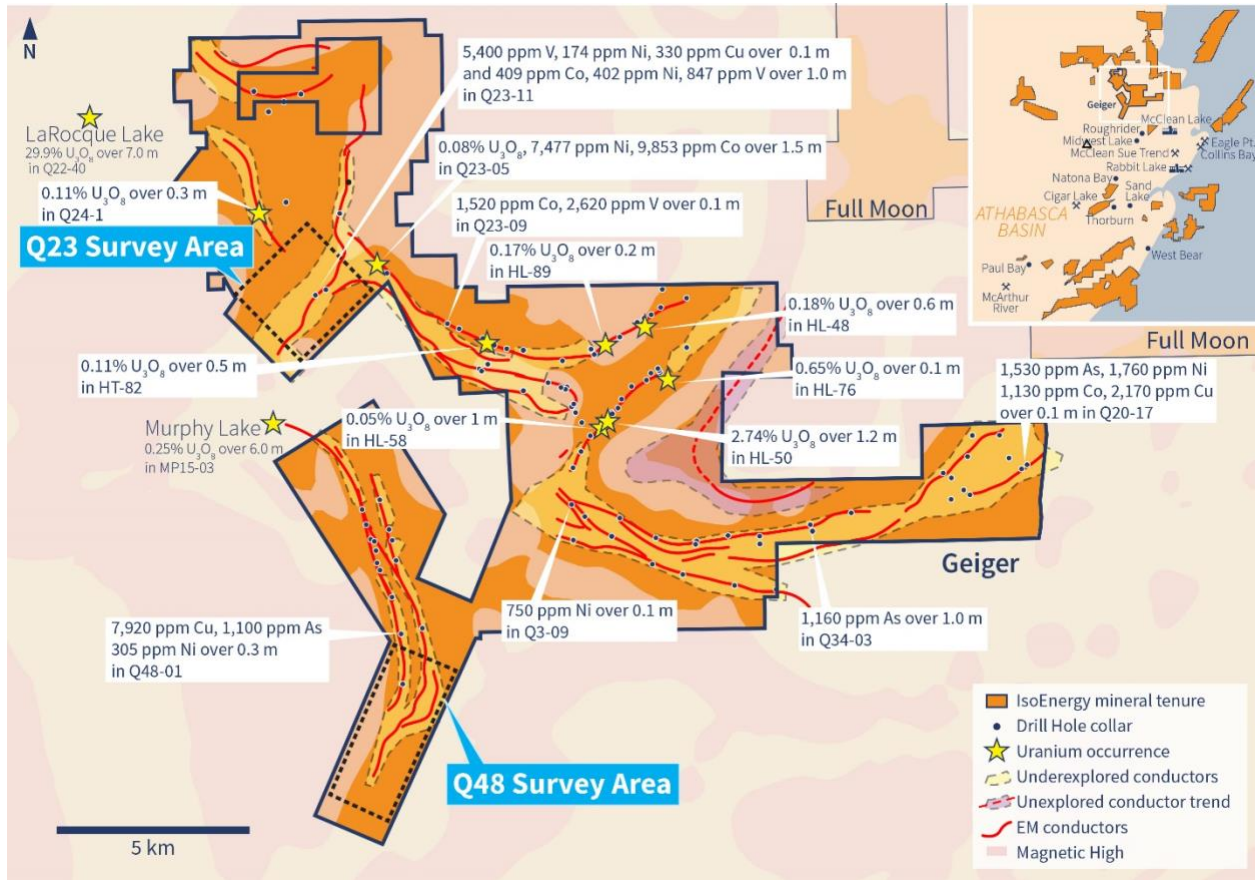 N
5,400 ppm V, 174 ppm Ni, 330 ppm Cu over 0.1 m
and 409 ppm Co, 402 ppm Ni, 847 ppm V over 1.0 m
in Q23-11
LaRocque Lake
29.9% U₃O₈ over 7.0 m
in Q22-40
0.08% U₃O₈, 7,477 ppm Ni, 9,853 ppm Co over 1.5 m
in Q23-05
0.11% U₃O₈ over 0.3 m
in Q24-1
1,520 ppm Co, 2,620 ppm V over 0.1 m
in Q23-09
Full Moon
Q23 Survey Area
0.17% U₃O₈ over 0.2 m
in HL-89
0.18% U₃O₈ over 0.6 m
in HL-48
Full Moon
0.11% U₃O₈ over 0.5 m
in HT-82
0.65% U₃O₈ over 0.1 m
in HL-76
1,530 ppm As, 1,760 ppm Ni
1,130 ppm Co, 2,170 ppm Cu
over 0.1 m in Q20-17
Murphy Lake
0.25% U₃O₈ over 6.0 m
in MP15-03
0.05% U₃O₈ over 1 m
in HL-58
2.74% U₃O₈ over 1.2 m
in HL-50
Geiger
750 ppm Ni over 0.1 m
in Q3-09
1,160 ppm As over 1.0 m
in Q34-03
7,920 ppm Cu, 1,100 ppm As
305 ppm Ni over 0.3 m
in Q48-01
Q48 Survey Area
5 km
IsoEnergy mineral tenure
Drill Hole collar
Uranium occurrence
Underexplored conductors
Unexplored conductor trend
EM conductors
Magnetic High
Geiger
McClean Lake
Roughrider
Midwest Lake
McClean Sue Trend
Eagle Pt.
Collins Bay
Rabbit Lake
Natona Bay
Sand
Lake
Cigar Lake
Thorburn
ATHABASCA
BASIN
West Bear
Paul Bay
McArthur
River